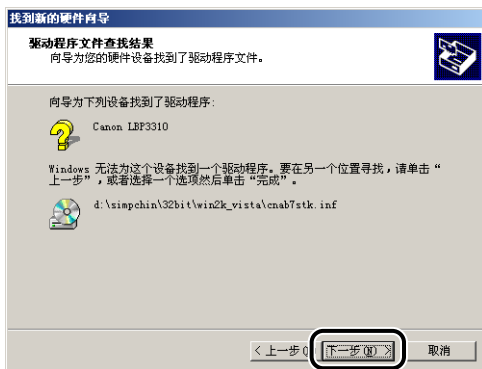 找到新的硬件向导
驱动程序文件查找结果
向导为您的硬件设备找到了驱动程序文件。
向导为下列设备找到了驱动程序:
Canon LBP3310
Windows 无法为这个设备找到一个驱动程序。要在另一个位置寻找，请单击“
上一步”，或者选择一个选项然后单击“完成”。
d:\simpchin\32bit\win2k_vista\cnab7stk.inf
< 上一步(
下一步(N) >
取消